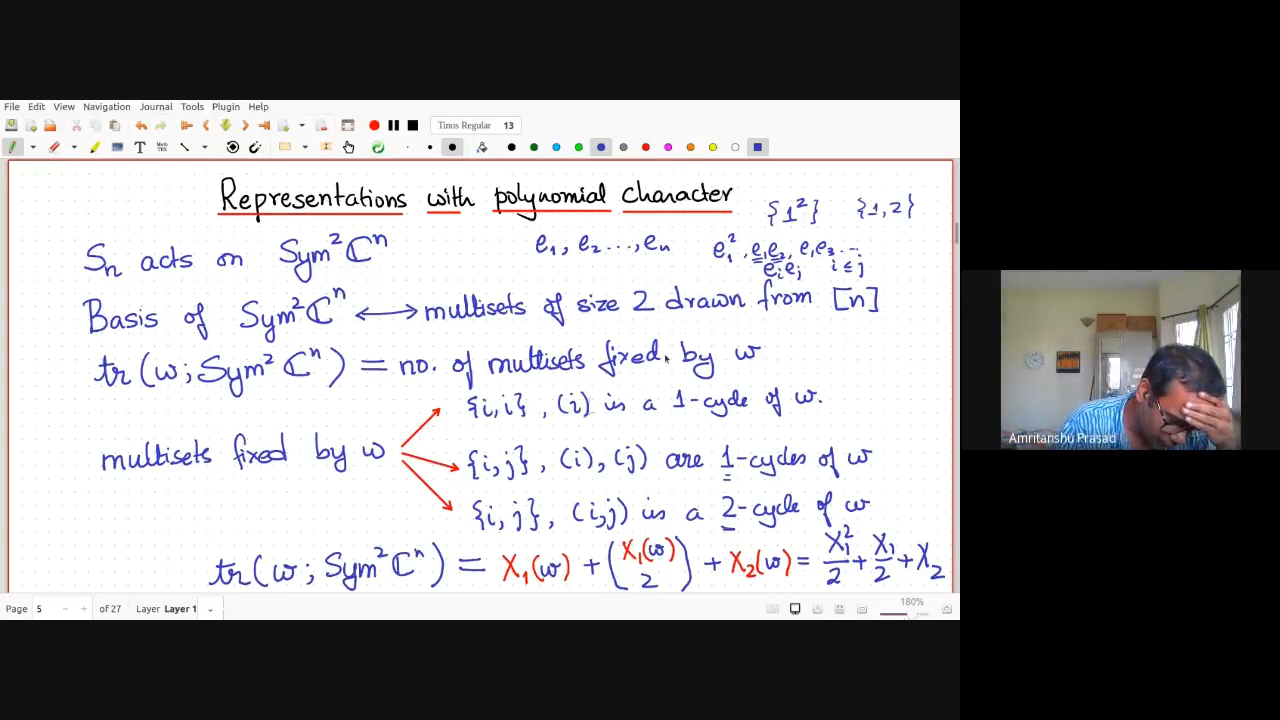 File Edit View Navigation Journal Tools Plugin Help
Tinos Regular 13
Representations with polynomial character
{1²} {1,2}
Sₙ acts on Sym²ℂⁿ e₁, e₂ ..., eₙ e₁², e₁e₂, e₁e₃ ...
eᵢeⱼ i ≤ j
Basis of Sym²ℂⁿ ⟷ multisets of size 2 drawn from [n]
tr(w; Sym²ℂⁿ) = no. of multisets fixed by w
{i,i}, (i) is a 1-cycle of w.
multisets fixed by w {i,j}, (i), (j) are 1-cycles of w
{i,j}, (i,j) is a 2-cycle of w
tr(w; Sym²ℂⁿ) = X₁(w) + (X₁(w) 2) + X₂(w) = X₁²/2 + X₁/2 + X₂
Page 5 of 27 Layer Layer 1 180%
Amritanshu Prasad